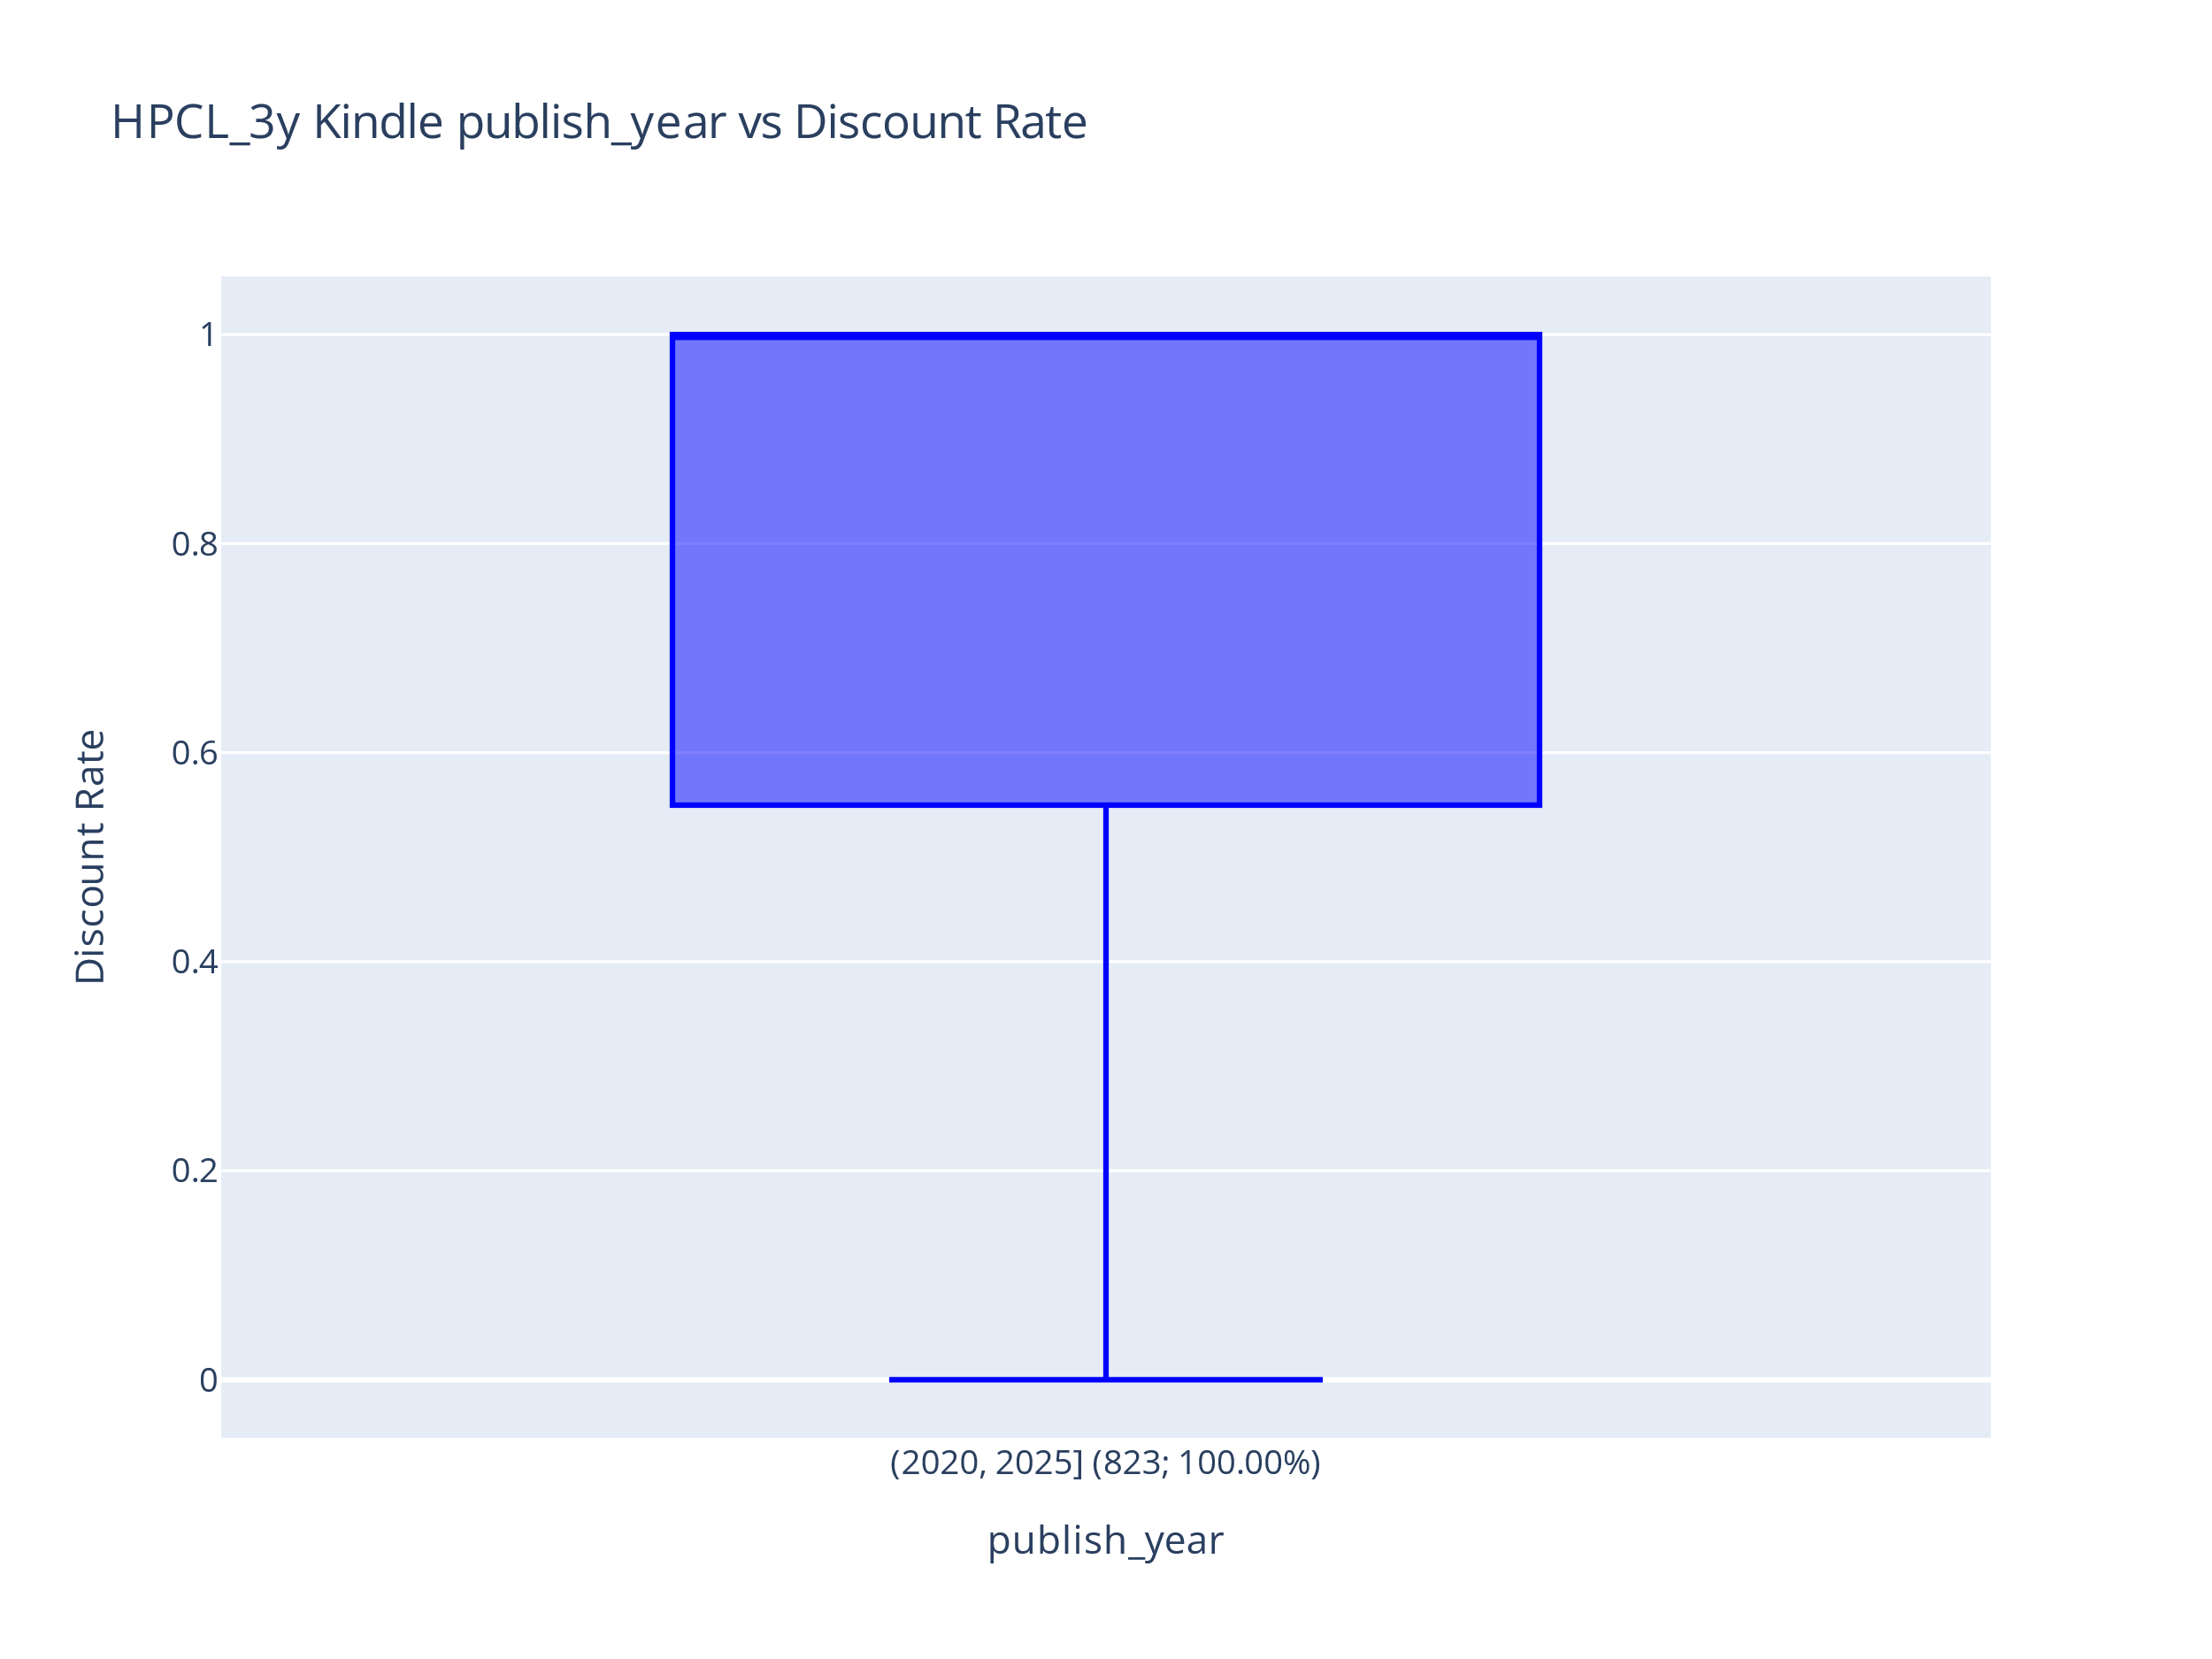 HPCL_3y Kindle publish_year vs Discount Rate
1
0.8
0.6
0.4
0.2
0
Discount Rate
(2020, 2025] (823; 100.00%)
publish_year